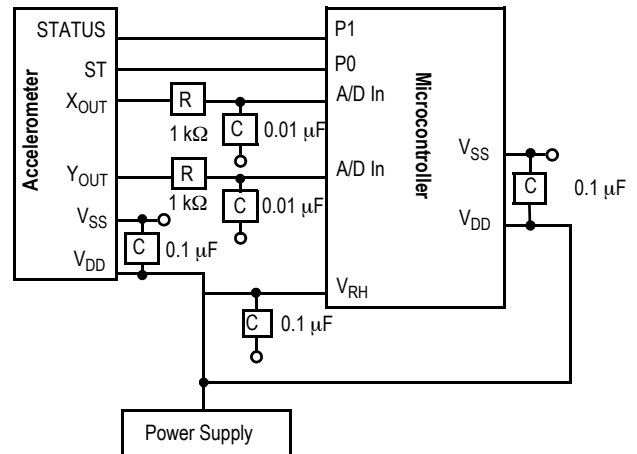 STATUS
ST
XOUT
YOUT
VSS
VDD
Accelerometer
R
1 kΩ
C
0.01 μF
R
1 kΩ
C
0.01 μF
C
0.1 μF
P1
P0
A/D In
A/D In
VRH
Microcontroller
VSS
VDD
C
0.1 μF
C
0.1 μF
Power Supply